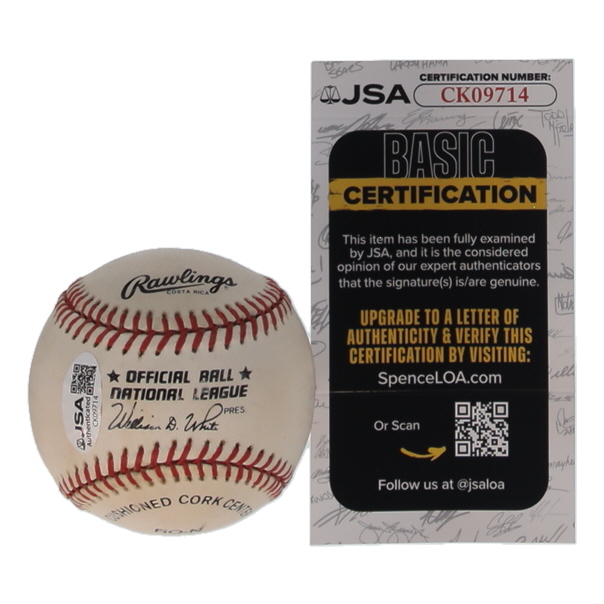 Rawlings
COSTA RICA
★ OFFICIAL BALL ★
NATIONAL LEAGUE
William D. White PRES.
CUSHIONED CORK CENTER
RO-N
JSA
Authenticated
CK09714
JSA
CERTIFICATION NUMBER:
CK09714
BASIC
CERTIFICATION
This item has been fully examined
by JSA, and it is the considered
opinion of our expert authenticators
that the signature(s) is/are genuine.
UPGRADE TO A LETTER OF
AUTHENTICITY & VERIFY THIS
CERTIFICATION BY VISITING:
SpenceLOA.com
Or Scan
Follow us at @jsaloa